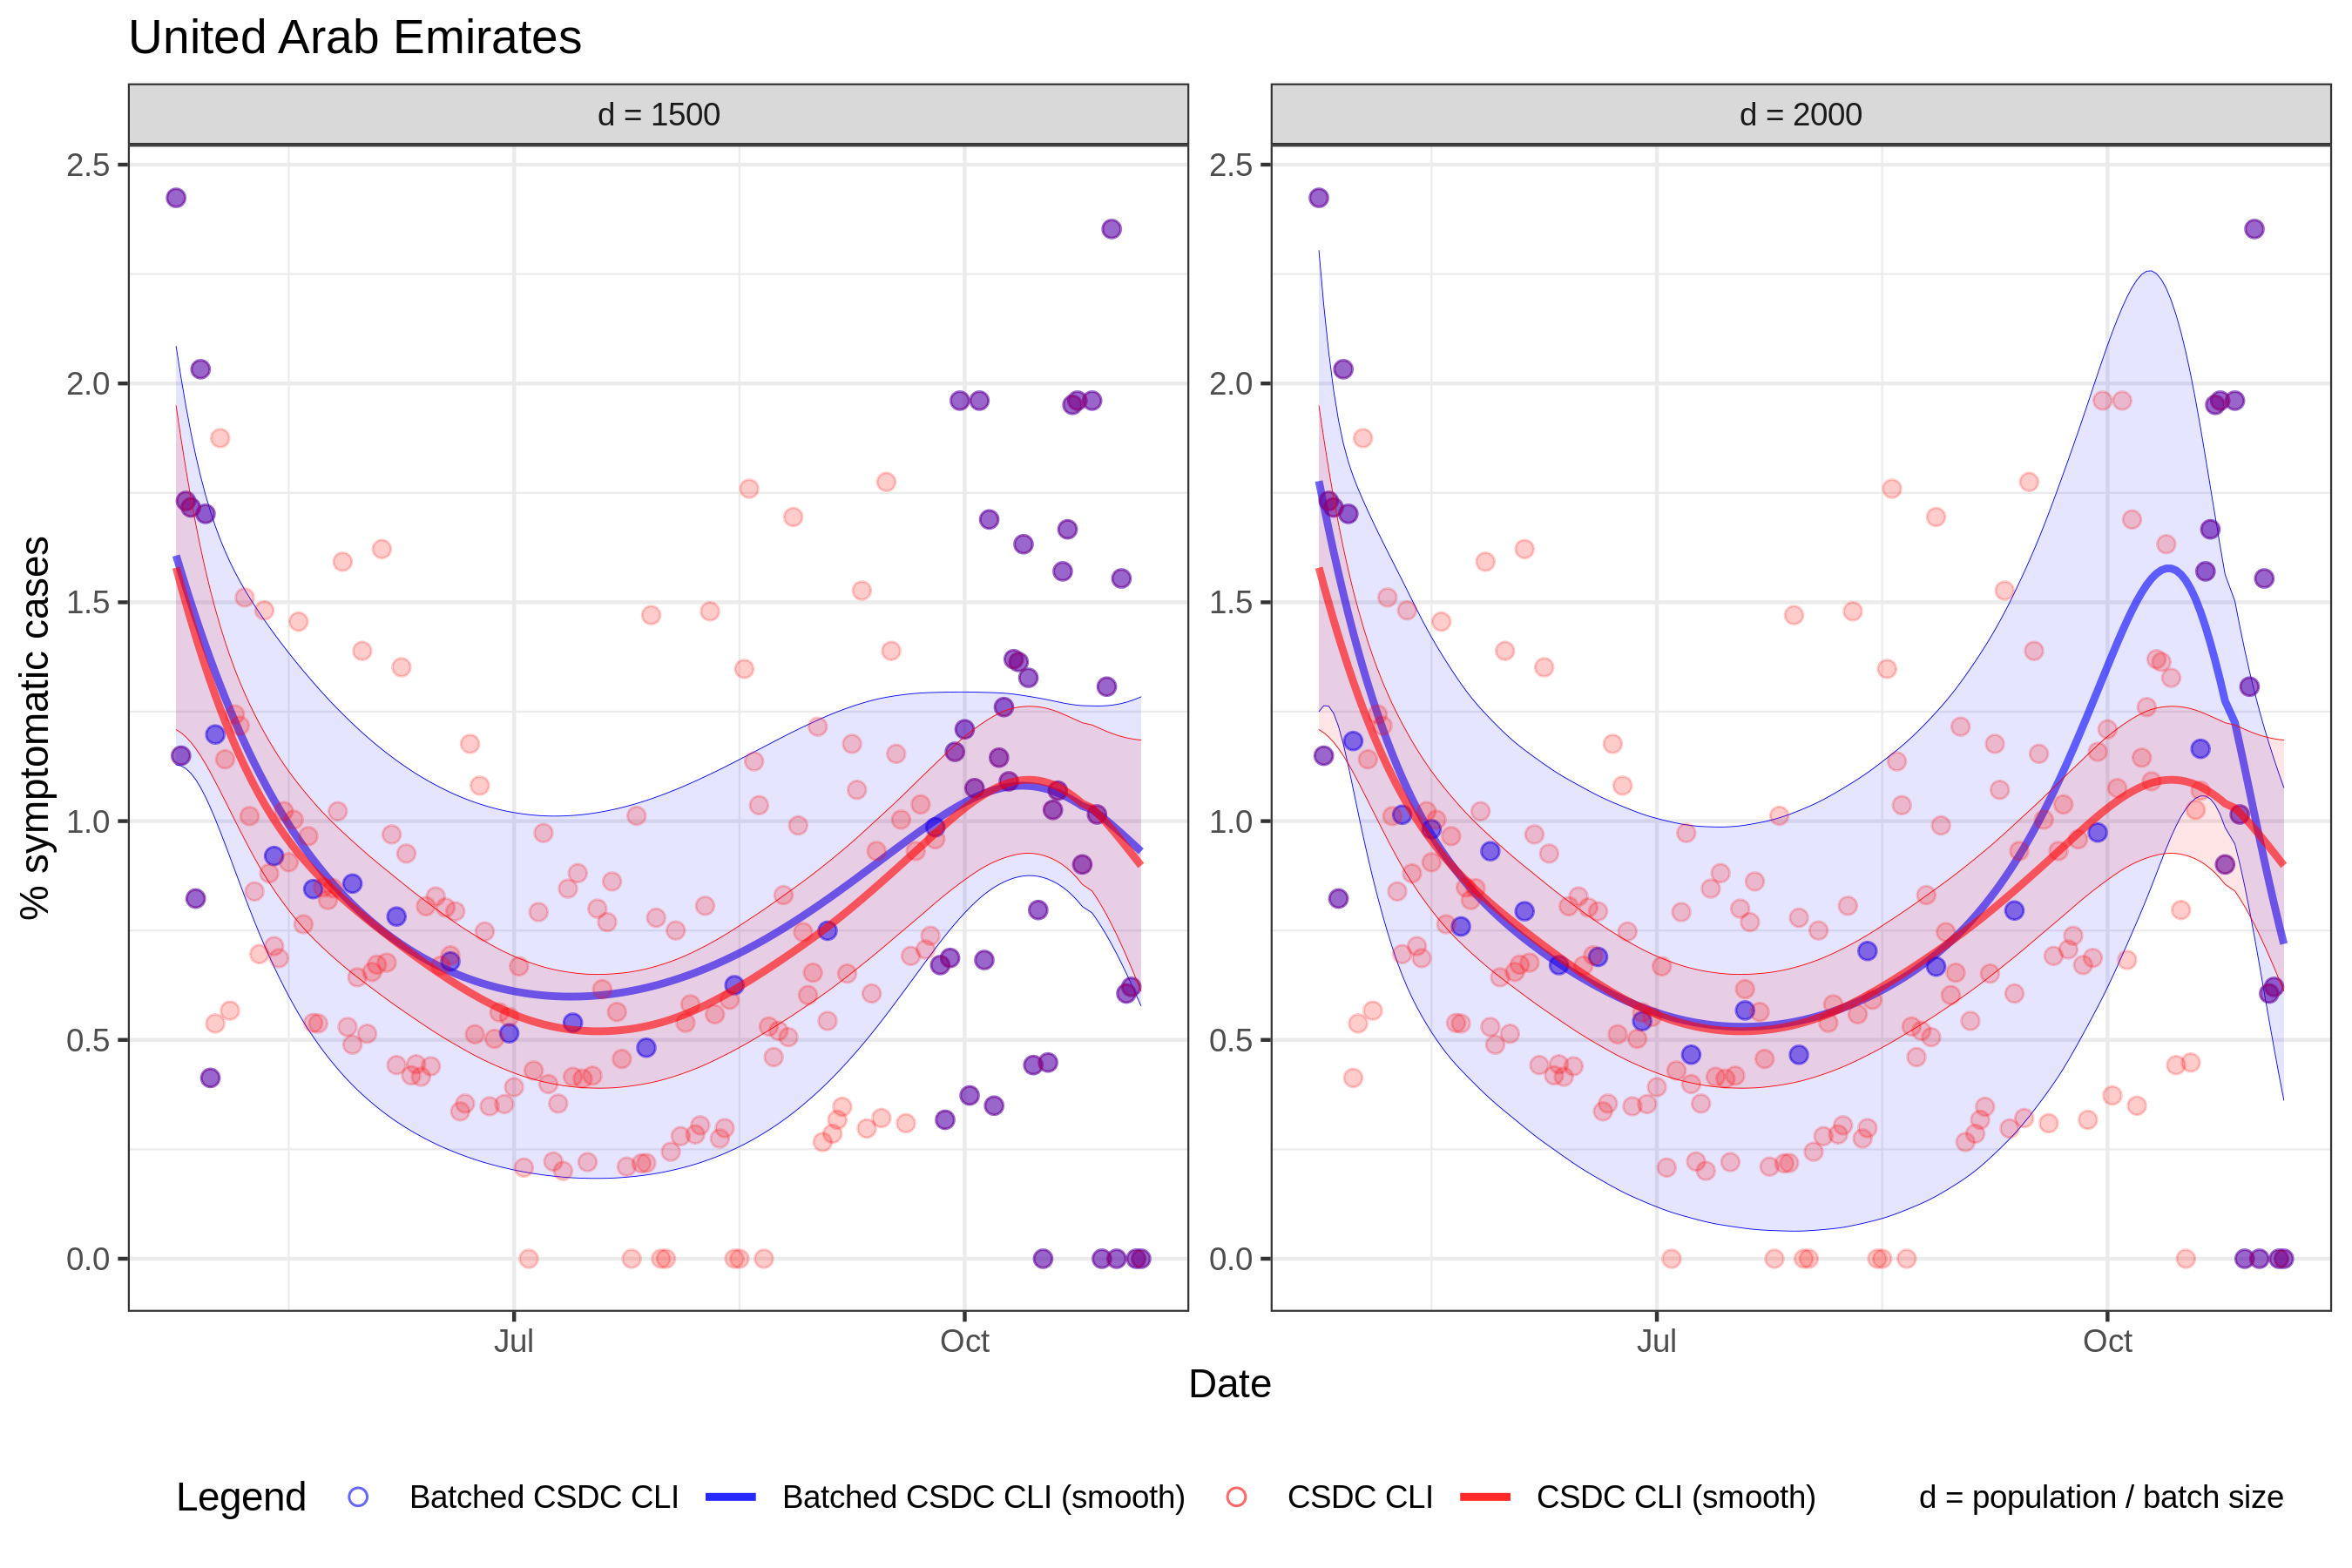 United Arab Emirates
d = 1500
d = 2000
% symptomatic cases
2.5
2.0
1.5
1.0
0.5
0.0
2.5
2.0
1.5
1.0
0.5
0.0
Jul
Oct
Jul
Oct
Date
Legend
Batched CSDC CLI
Batched CSDC CLI (smooth)
CSDC CLI
CSDC CLI (smooth)
d = population / batch size